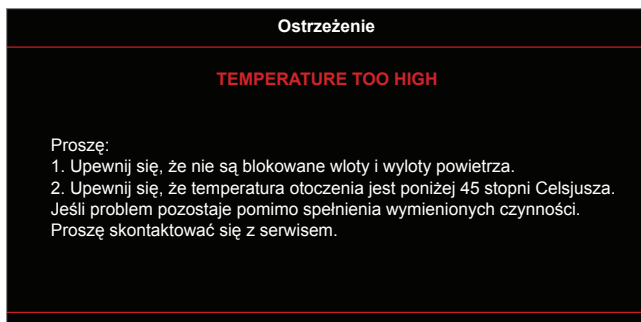 Ostrzeżenie
TEMPERATURE TOO HIGH
Proszę:
1. Upewnij się, że nie są blokowane wloty i wyloty powietrza.
2. Upewnij się, że temperatura otoczenia jest poniżej 45 stopni Celsjusza.
Jeśli problem pozostaje pomimo spełnienia wymienionych czynności.
Proszę skontaktować się z serwisem.